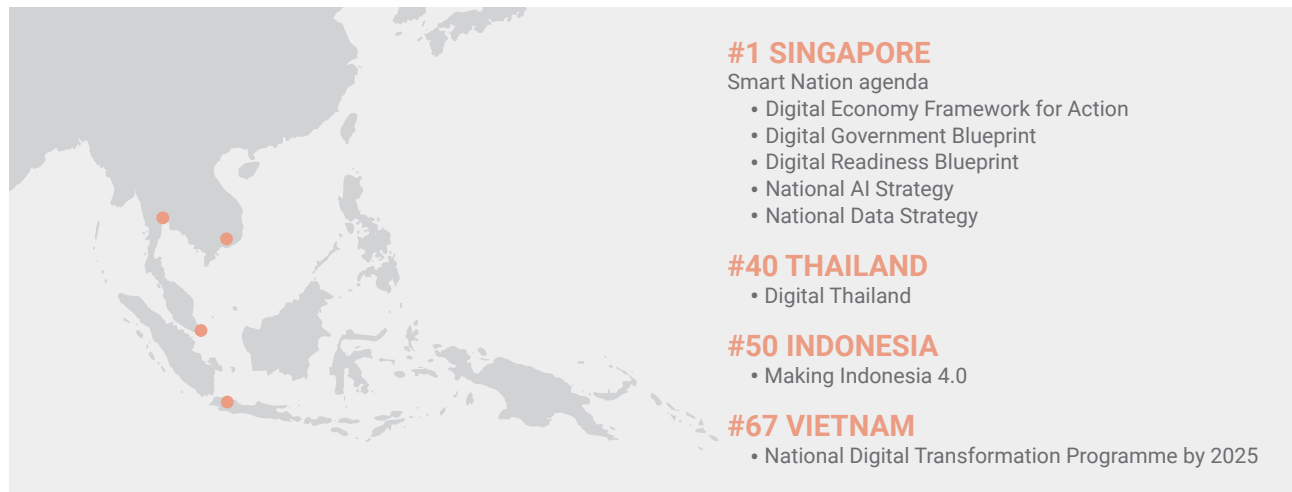 #1 SINGAPORE
Smart Nation agenda
• Digital Economy Framework for Action
• Digital Government Blueprint
• Digital Readiness Blueprint
• National AI Strategy
• National Data Strategy
#40 THAILAND
• Digital Thailand
#50 INDONESIA
• Making Indonesia 4.0
#67 VIETNAM
• National Digital Transformation Programme by 2025